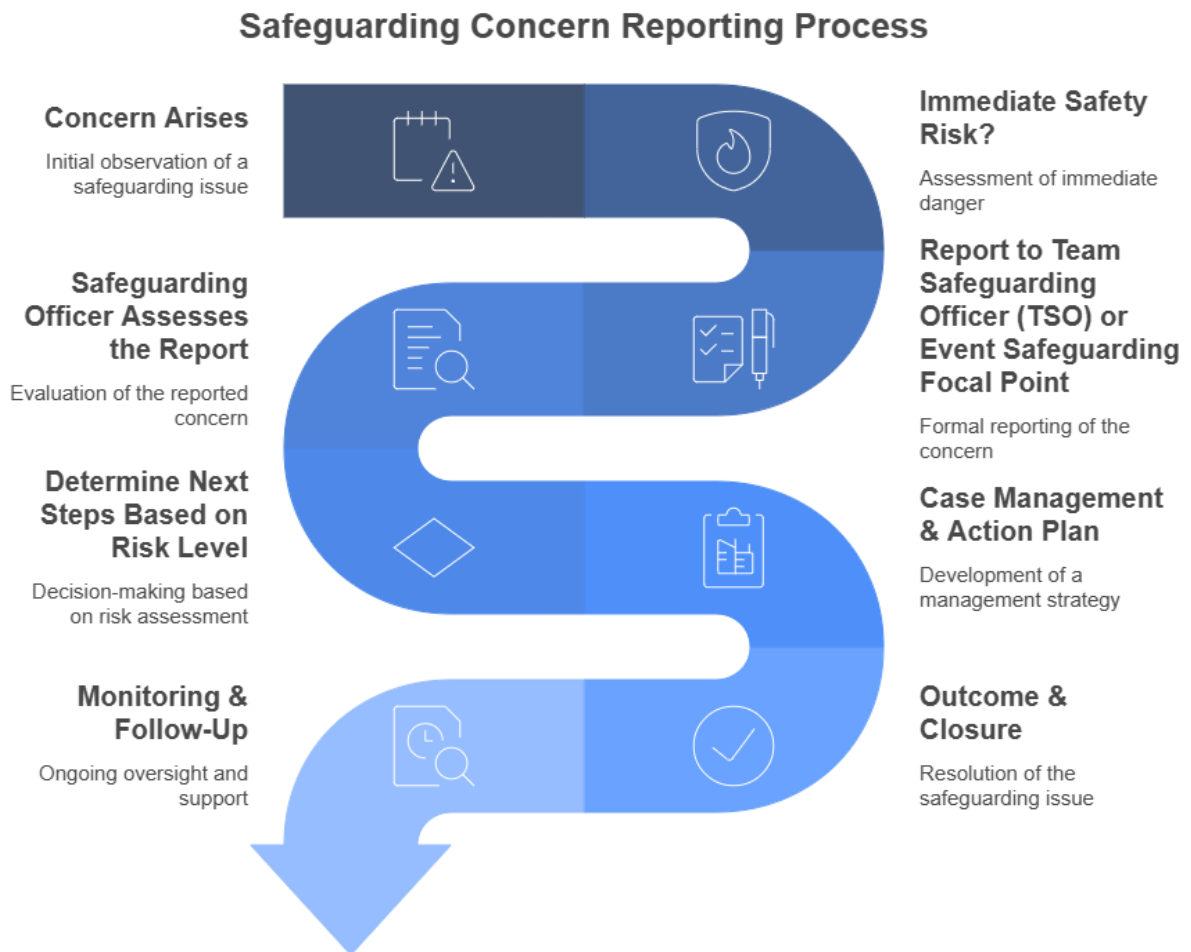 Safeguarding Concern Reporting Process
Concern Arises
Initial observation of a
safeguarding issue
Immediate Safety
Risk?
Assessment of immediate
danger
Report to Team
Safeguarding
Officer (TSO) or
Event Safeguarding
Focal Point
Formal reporting of the
concern
Safeguarding
Officer Assesses
the Report
Evaluation of the reported
concern
Determine Next
Steps Based on
Risk Level
Decision-making based
on risk assessment
Case Management
& Action Plan
Development of a
management strategy
Outcome &
Closure
Resolution of the
safeguarding issue
Monitoring &
Follow-Up
Ongoing oversight and
support